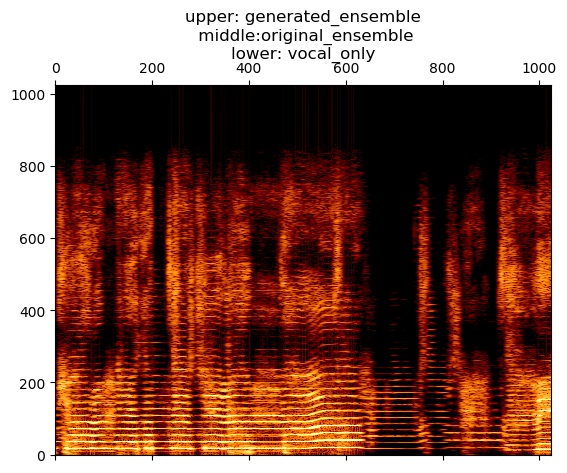 upper: generated_ensemble
middle:original_ensemble
lower: vocal_only
0 200 400 600 800 1000
1000
800
600
400
200
0